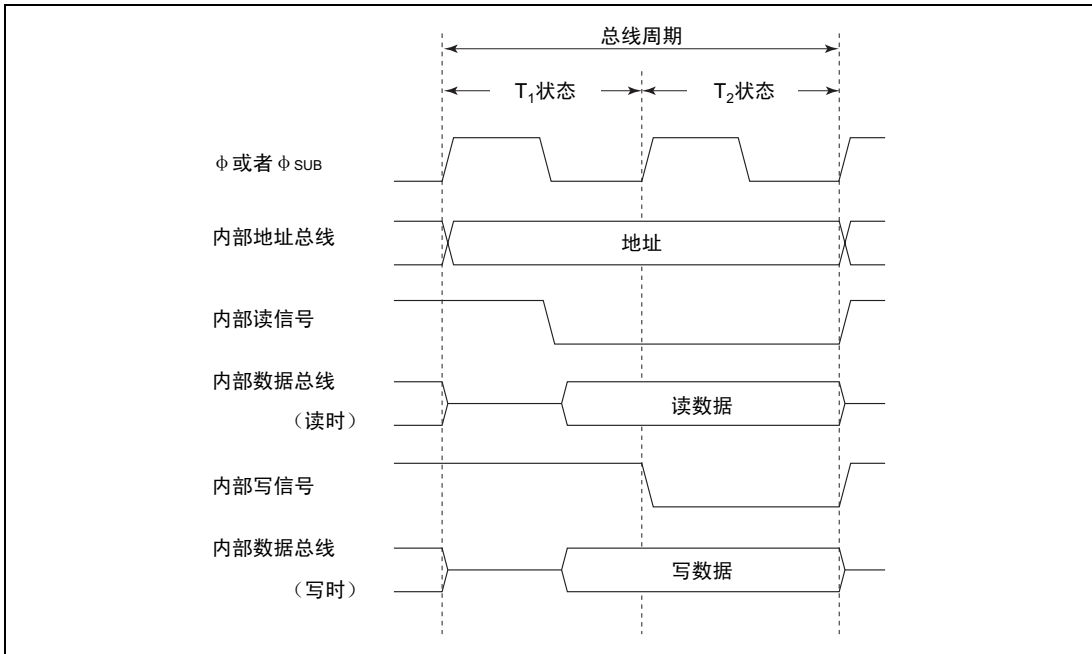 总线周期
T1状态 T2状态
φ或者φSUB
内部地址总线 地址
内部读信号
内部数据总线
（读时） 读数据
内部写信号
内部数据总线
（写时） 写数据